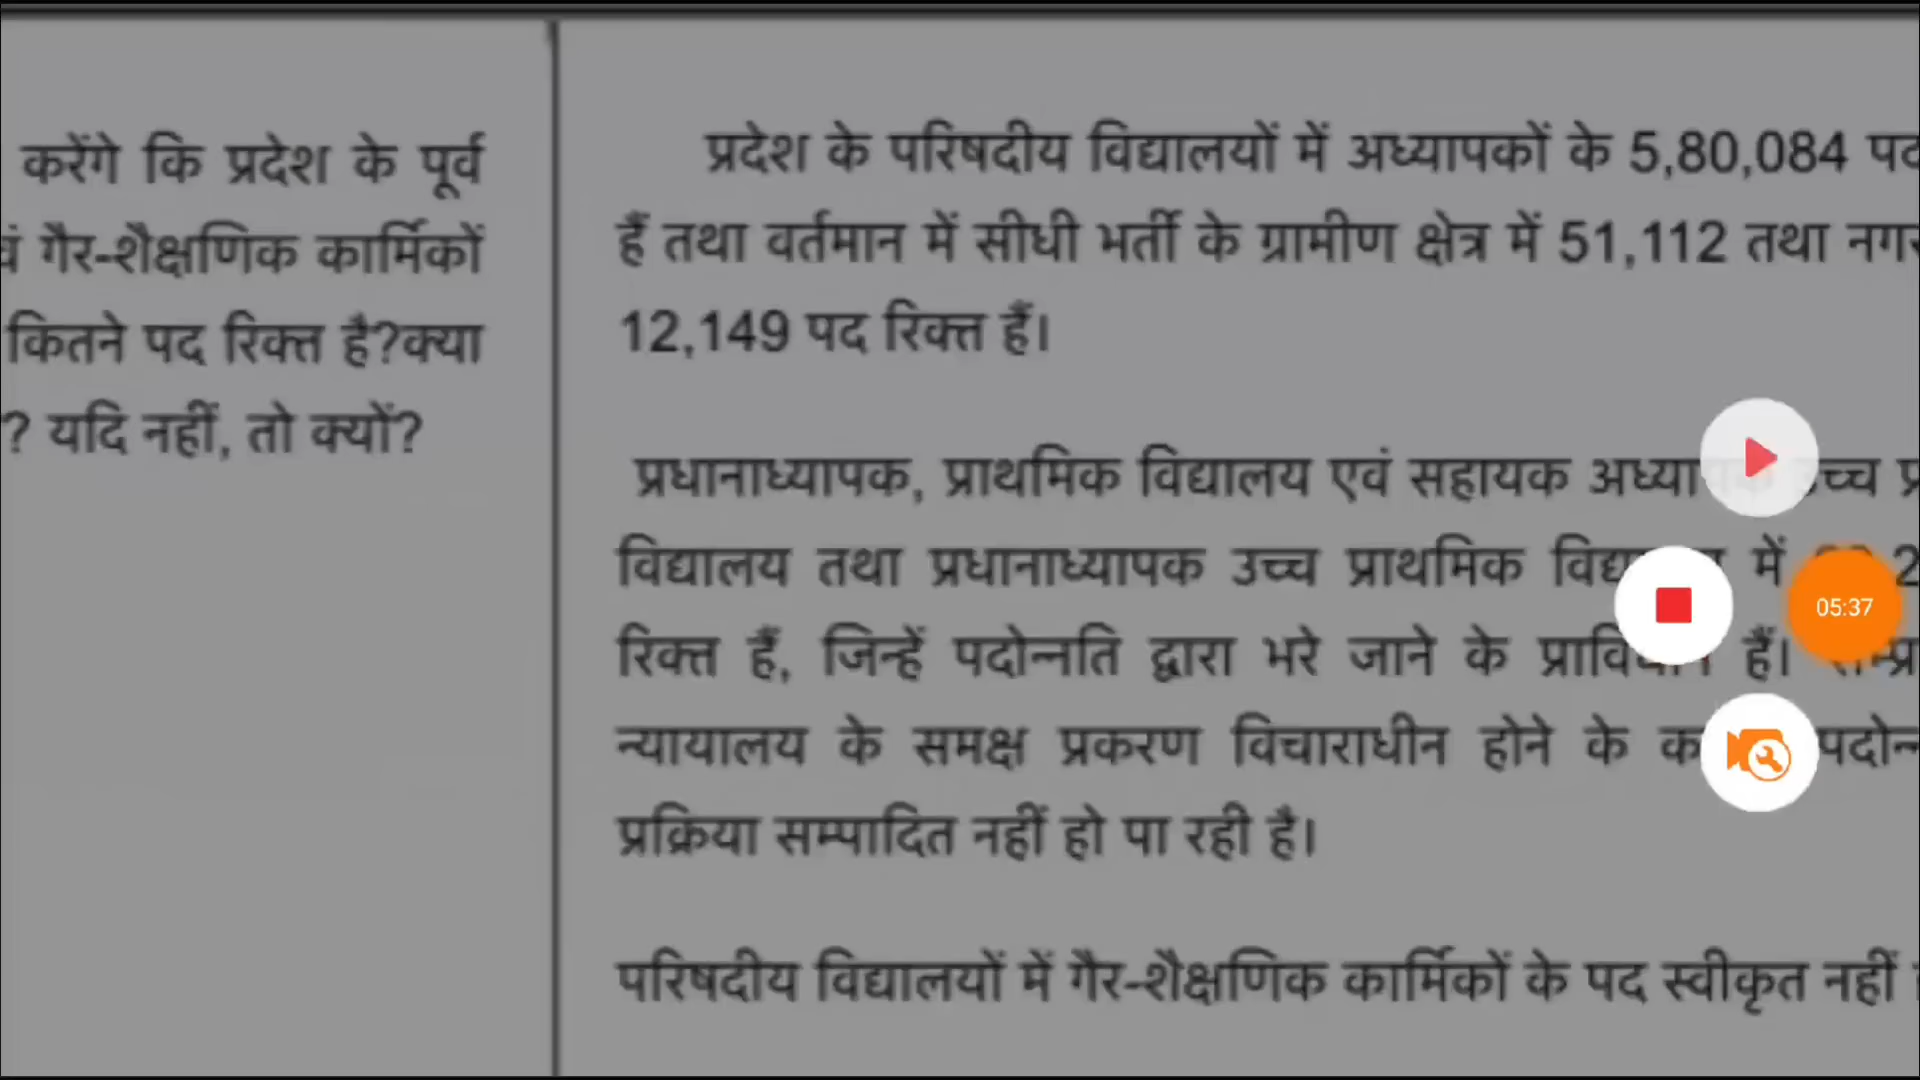 करेंगे कि प्रदेश के पूर्व
गैर-शैक्षणिक कार्मिकों
कितने पद रिक्त है?क्या
? यदि नहीं, तो क्यों?
प्रदेश के परिषदीय विद्यालयों में अध्यापकों के 5,80,084
हैं तथा वर्तमान में सीधी भर्ती के ग्रामीण क्षेत्र में 51,112 तथा
12,149 पद रिक्त हैं।
प्रधानाध्यापक, प्राथमिक विद्यालय एवं सहायक
विद्यालय तथा प्रधानाध्यापक उच्च प्राथमिक में
रिक्त हैं, जिन्हें पदोन्नति द्वारा भरे जाने के हैं।
न्यायालय के समक्ष प्रकरण विचाराधीन होने के
प्रक्रिया सम्पादित नहीं हो पा रही है।
परिषदीय विद्यालयों में गैर-शैक्षणिक कार्मिकों के पद स्वीकृत नहीं
05:37